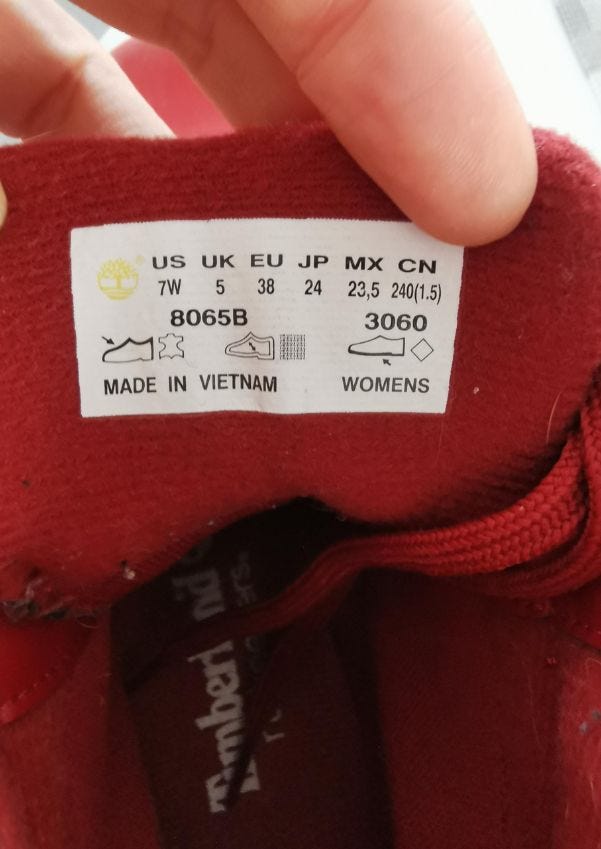 US UK EU JP MX CN
7W 5 38 24 23,5 240(1.5)
8065B 3060
MADE IN VIETNAM WOMENS
Timberland